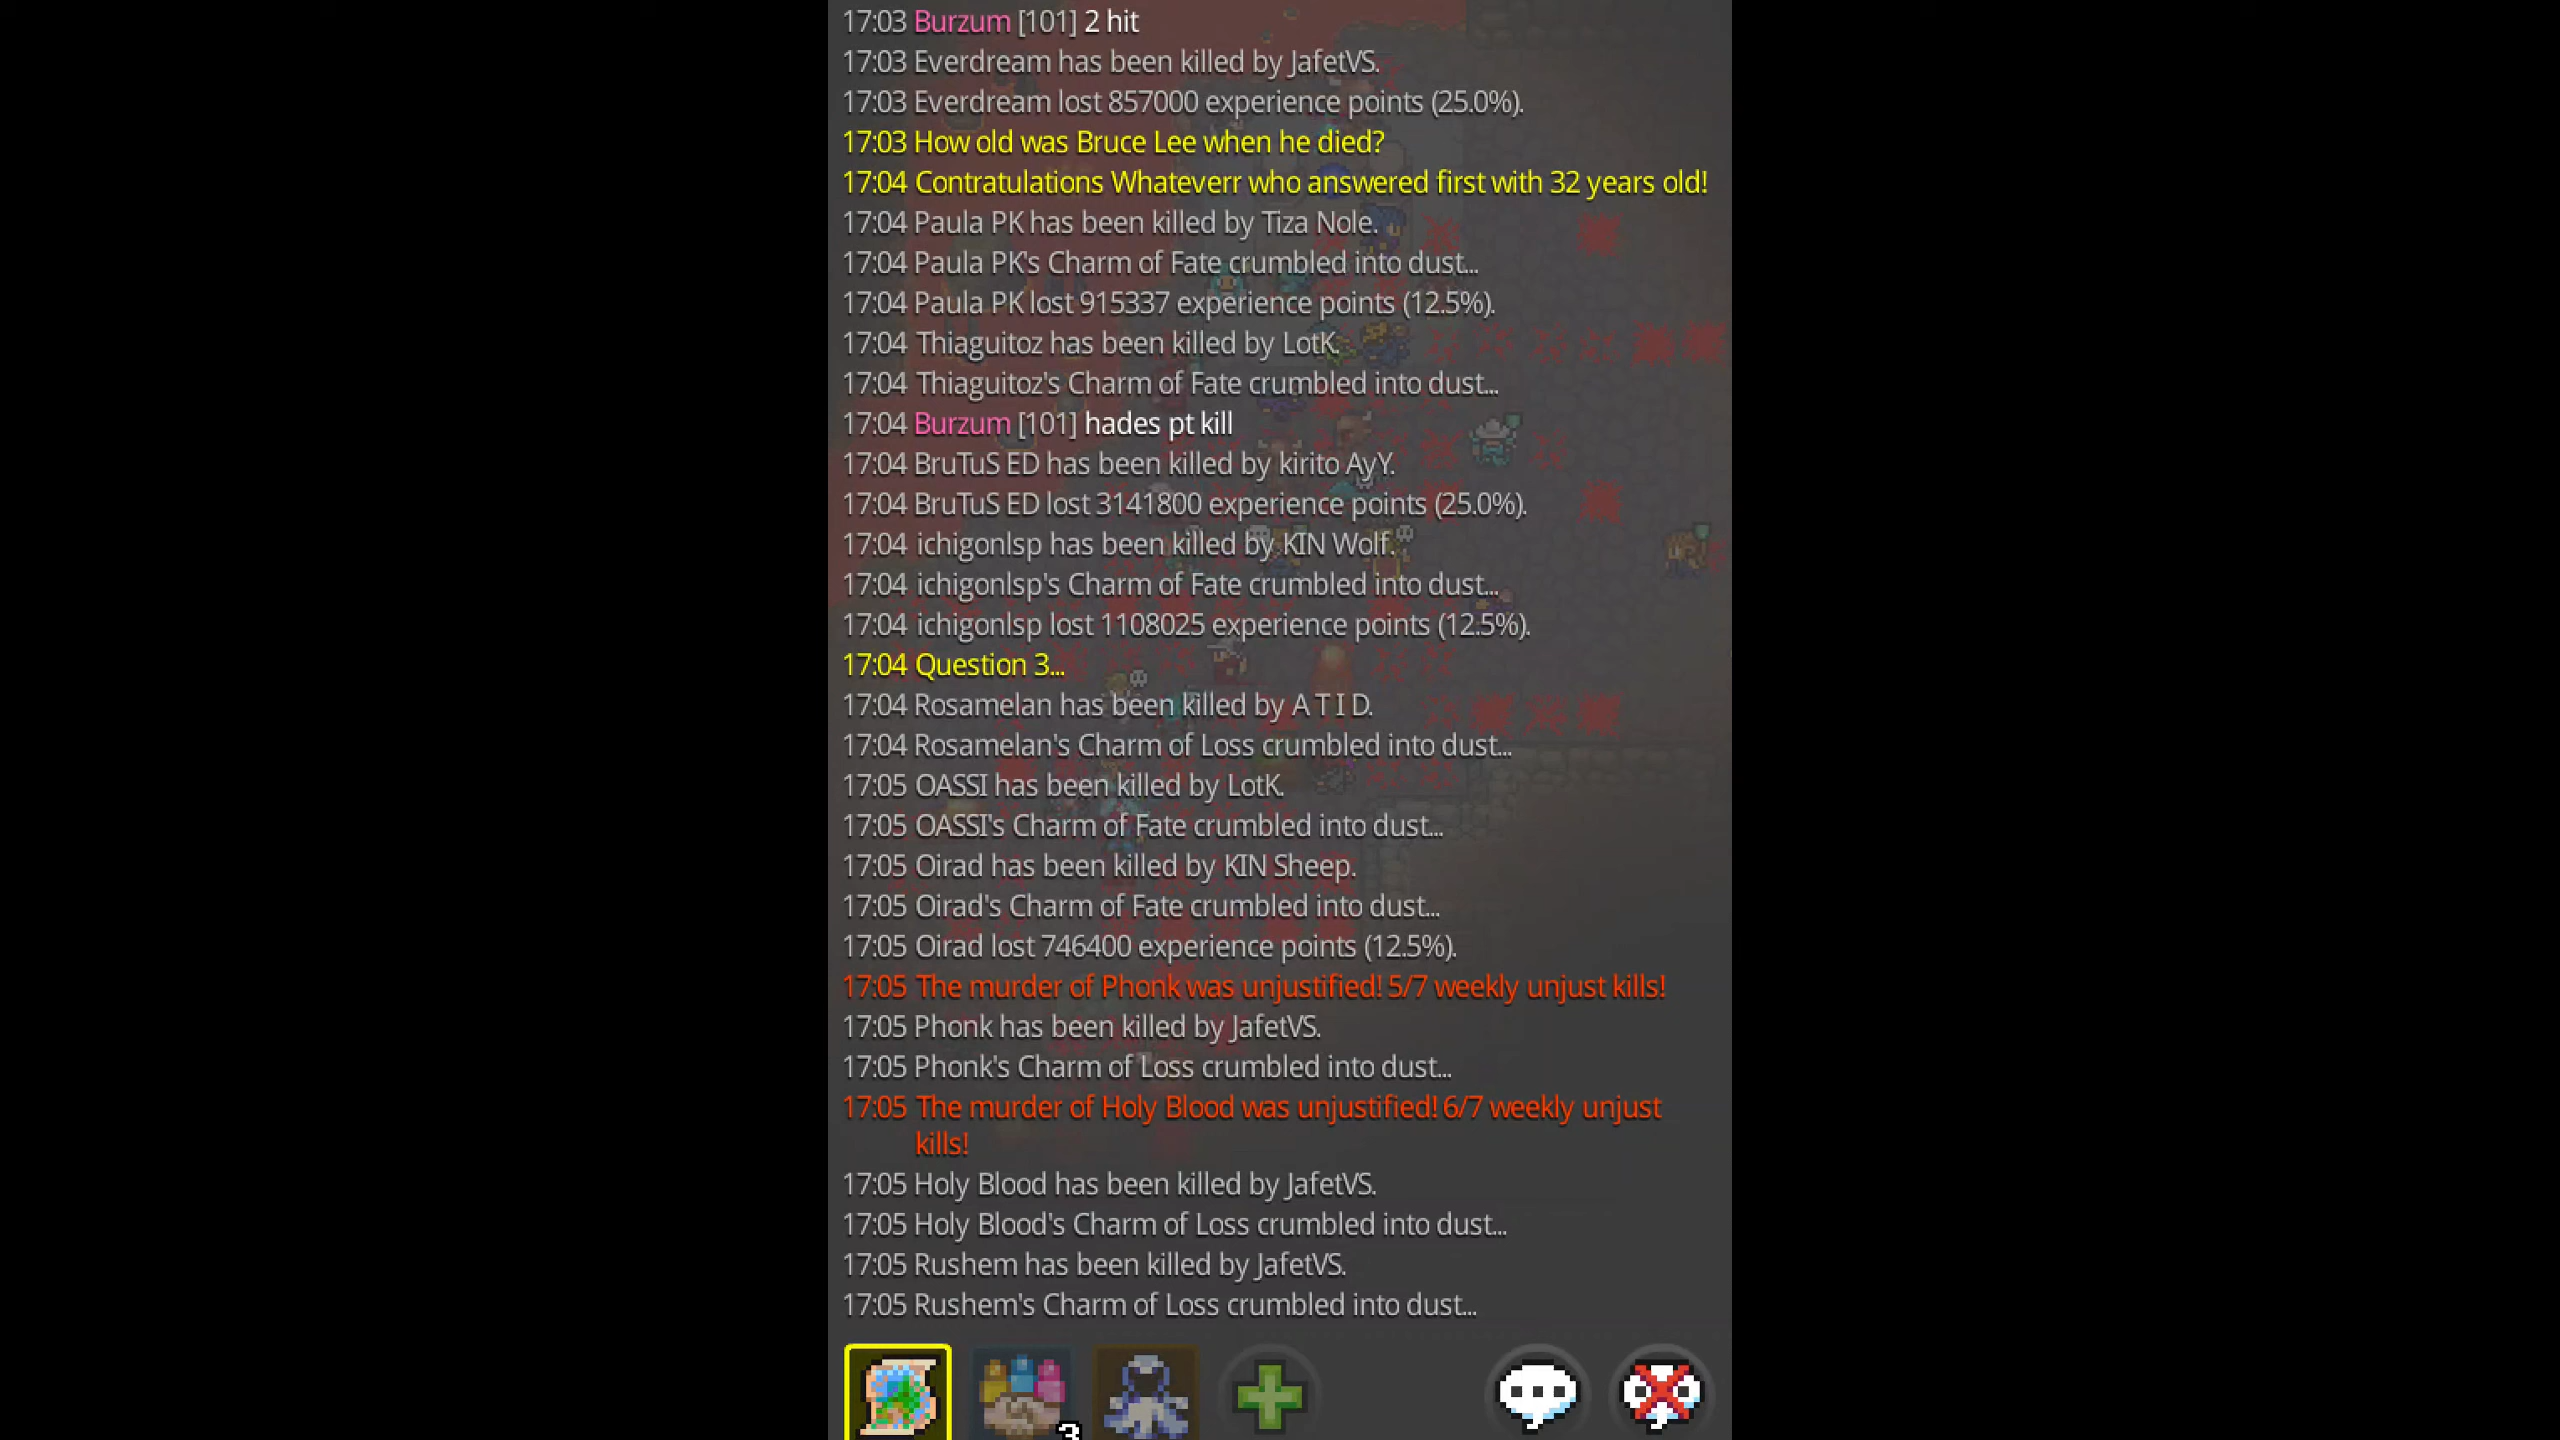 17:03 Burzum [101] 2 hit
17:03 Everdream has been killed by JafetVS.
17:03 Everdream lost 857000 experience points (25.0%).
17:03 How old was Bruce Lee when he died?
17:04 Contratulations Whateverr who answered first with 32 years old!
17:04 Paula PK has been killed by Tiza Nole.
17:04 Paula PK's Charm of Fate crumbled into dust...
17:04 Paula PK lost 915337 experience points (12.5%).
17:04 Thiaguitoz has been killed by LotK.
17:04 Thiaguitoz's Charm of Fate crumbled into dust...
17:04 Burzum [101] hades pt kill
17:04 BruTuS ED has been killed by kirito AyY.
17:04 BruTuS ED lost 3141800 experience points (25.0%).
17:04 ichigonlsp has been killed by KIN Wolf.
17:04 ichigonlsp's Charm of Fate crumbled into dust...
17:04 ichigonlsp lost 1108025 experience points (12.5%).
17:04 Question 3...
17:04 Rosamelan has been killed by A T I D.
17:04 Rosamelan's Charm of Loss crumbled into dust...
17:05 OASSI has been killed by LotK.
17:05 OASSI's Charm of Fate crumbled into dust...
17:05 Oirad has been killed by KIN Sheep.
17:05 Oirad's Charm of Fate crumbled into dust...
17:05 Oirad lost 746400 experience points (12.5%).
17:05 The murder of Phonk was unjustified! 5/7 weekly unjust kills!
17:05 Phonk has been killed by JafetVS.
17:05 Phonk's Charm of Loss crumbled into dust...
17:05 The murder of Holy Blood was unjustified! 6/7 weekly unjust
kills!
17:05 Holy Blood has been killed by JafetVS.
17:05 Holy Blood's Charm of Loss crumbled into dust...
17:05 Rushem has been killed by JafetVS.
17:05 Rushem's Charm of Loss crumbled into dust...
3